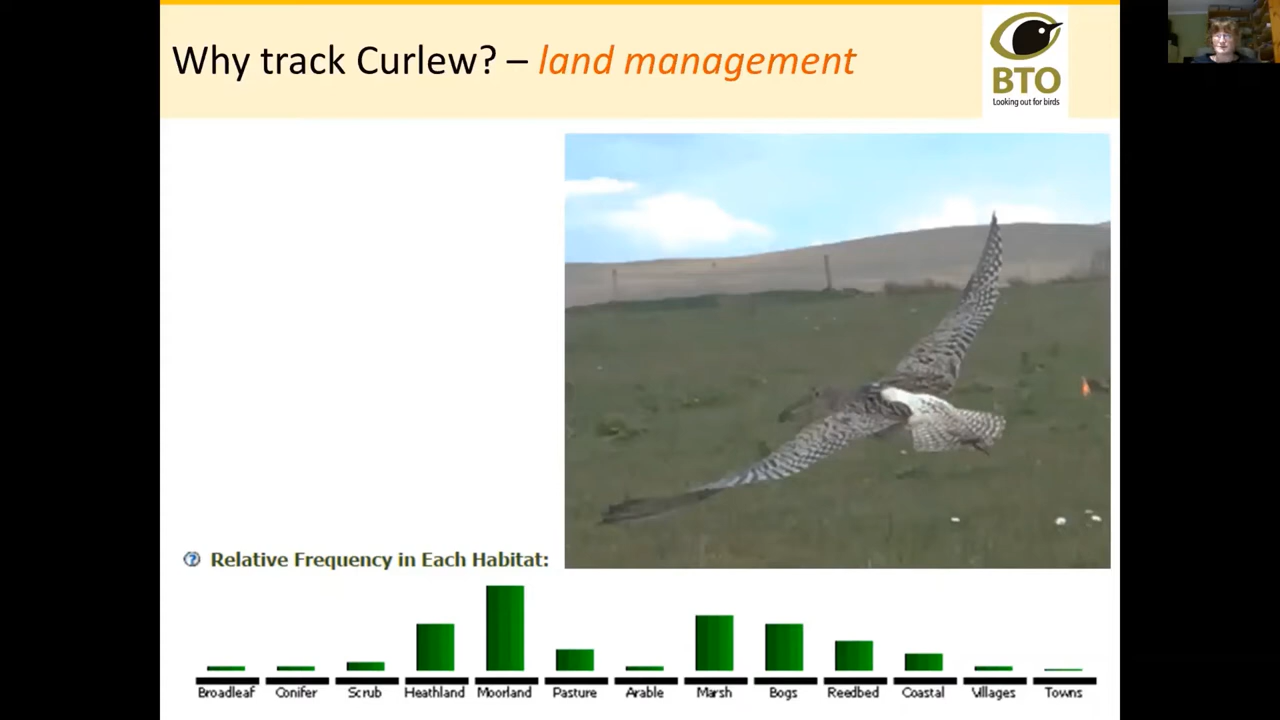 Why track Curlew? – land management
BTO
Looking out for birds
Relative Frequency in Each Habitat:
Broadleaf Conifer Scrub Heathland Moorland Pasture Arable Marsh Bogs Reedbed Coastal Villages Towns